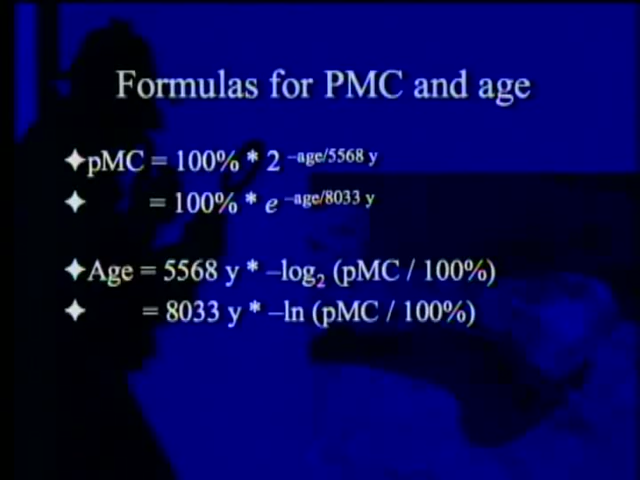 Formulas for PMC and age
✦pMC = 100% * 2 –age/5568 y
✦ = 100% * e –age/8033 y
✦Age = 5568 y * –log₂ (pMC / 100%)
✦ = 8033 y * –ln (pMC / 100%)